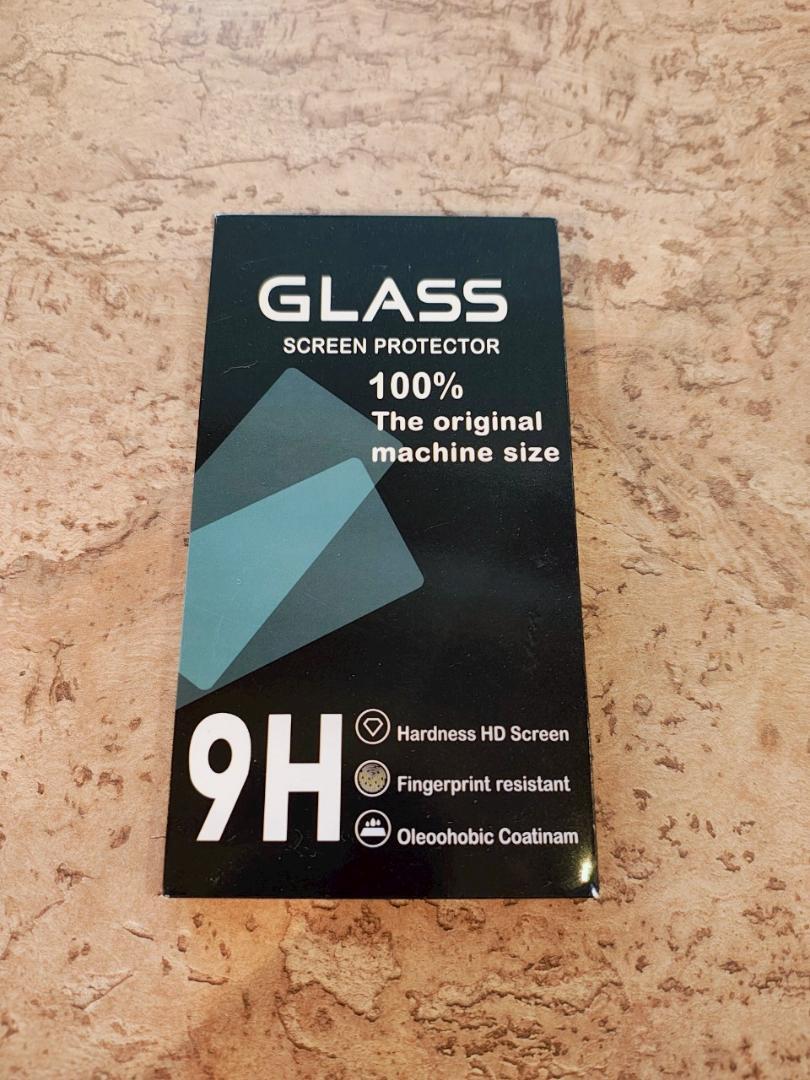 GLASS
SCREEN PROTECTOR
100%
The original
machine size
9H
Hardness HD Screen
Fingerprint resistant
Oleoohobic Coatinam